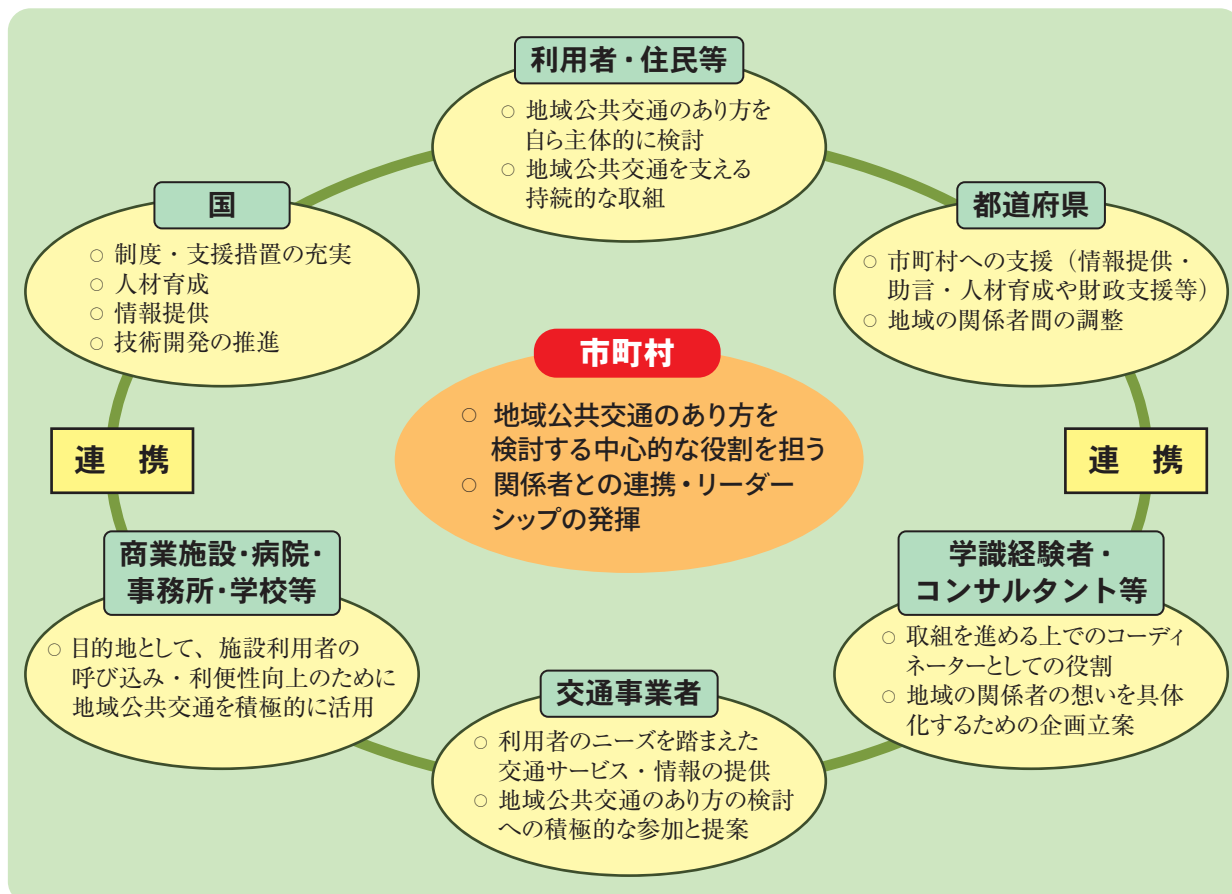 利用者・住民等
○ 地域公共交通のあり方を
自ら主体的に検討
○ 地域公共交通を支える
持続的な取組
国
○ 制度・支援措置の充実
○ 人材育成
○ 情報提供
○ 技術開発の推進
都道府県
○ 市町村への支援（情報提供・
助言・人材育成や財政支援等）
○ 地域の関係者間の調整
市町村
○ 地域公共交通のあり方を
検討する中心的な役割を担う
○ 関係者との連携・リーダー
シップの発揮
連 携
連 携
商業施設・病院・
事務所・学校等
○ 目的地として、施設利用者の
呼び込み・利便性向上のために
地域公共交通を積極的に活用
学識経験者・
コンサルタント等
○ 取組を進める上でのコーディ
ネーターとしての役割
○ 地域の関係者の想いを具体
化するための企画立案
交通事業者
○ 利用者のニーズを踏まえた
交通サービス・情報の提供
○ 地域公共交通のあり方の検討
への積極的な参加と提案